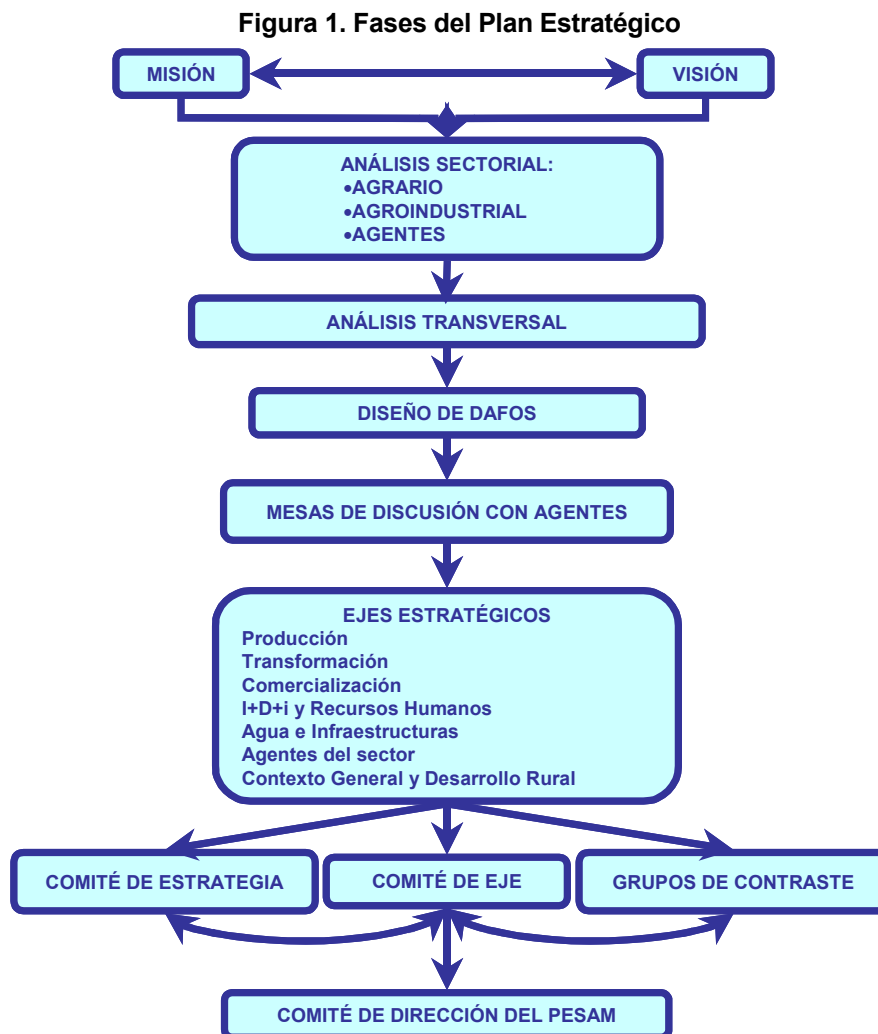 Figura 1. Fases del Plan Estratégico
MISIÓN
VISIÓN
ANÁLISIS SECTORIAL:
•AGRARIO
•AGROINDUSTRIAL
•AGENTES
ANÁLISIS TRANSVERSAL
DISEÑO DE DAFOS
MESAS DE DISCUSIÓN CON AGENTES
EJES ESTRATÉGICOS
Producción
Transformación
Comercialización
I+D+i y Recursos Humanos
Agua e Infraestructuras
Agentes del sector
Contexto General y Desarrollo Rural
COMITÉ DE ESTRATEGIA
COMITÉ DE EJE
GRUPOS DE CONTRASTE
COMITÉ DE DIRECCIÓN DEL PESAM